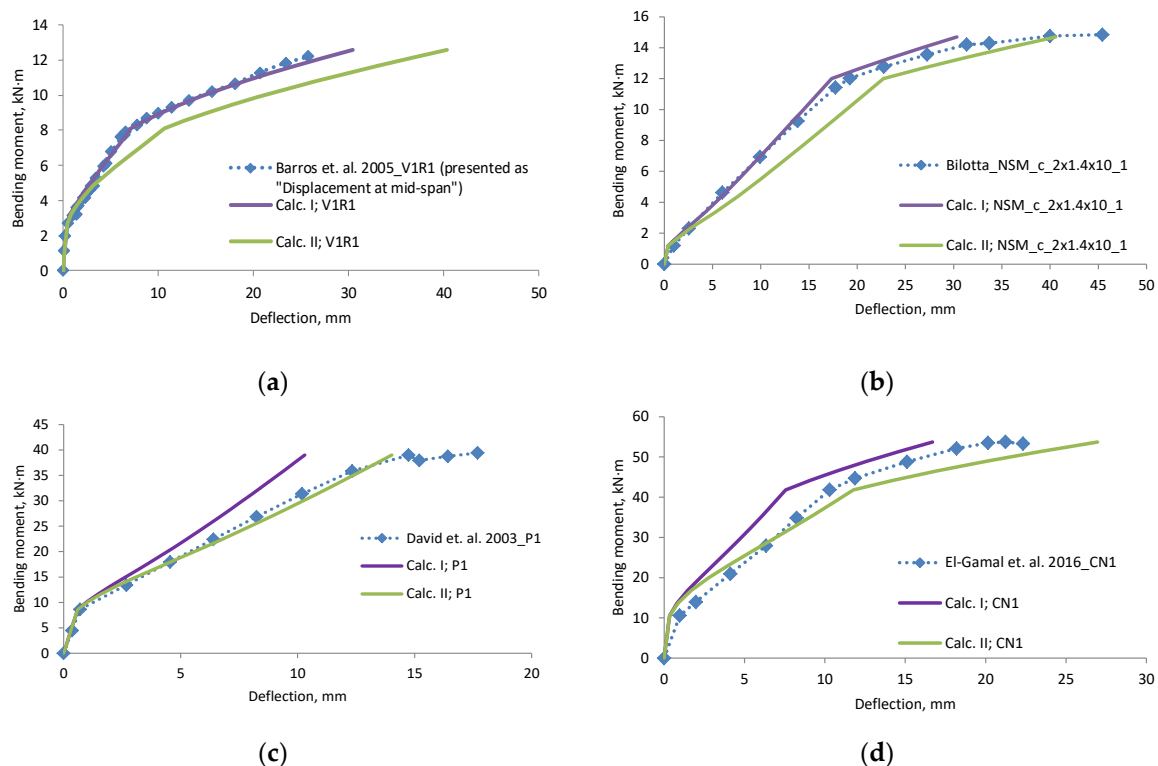 14
12
10
8
6
4
2
0
Bending moment, kN·m
0 10 20 30 40 50
Deflection, mm
Barros et. al. 2005_V1R1 (presented as
"Displacement at mid-span")
Calc. I; V1R1
Calc. II; V1R1
(a)
16
14
12
10
8
6
4
2
0
Bending moment, kN·m
0 5 10 15 20 25 30 35 40 45 50
Deflection, mm
Bilotta_NSM_c_2x1.4x10_1
Calc. I; NSM_c_2x1.4x10_1
Calc. II; NSM_c_2x1.4x10_1
(b)
45
40
35
30
25
20
15
10
5
0
Bending moment, kN·m
0 5 10 15 20
Deflection, mm
David et. al. 2003_P1
Calc. I; P1
Calc. II; P1
(c)
60
50
40
30
20
10
0
Bending moment, kN·m
0 5 10 15 20 25 30
Deflection, mm
El-Gamal et. al. 2016_CN1
Calc. I; CN1
Calc. II; CN1
(d)